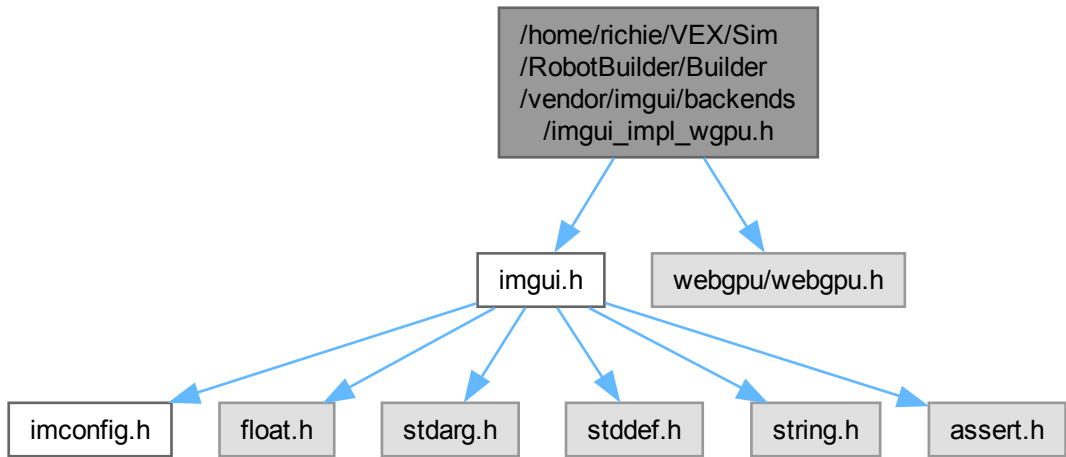 /home/richie/VEX/Sim
/RobotBuilder/Builder
/vendor/imgui/backends
/imgui_impl_wgpu.h
imgui.h
webgpu/webgpu.h
imconfig.h
float.h
stdarg.h
stddef.h
string.h
assert.h